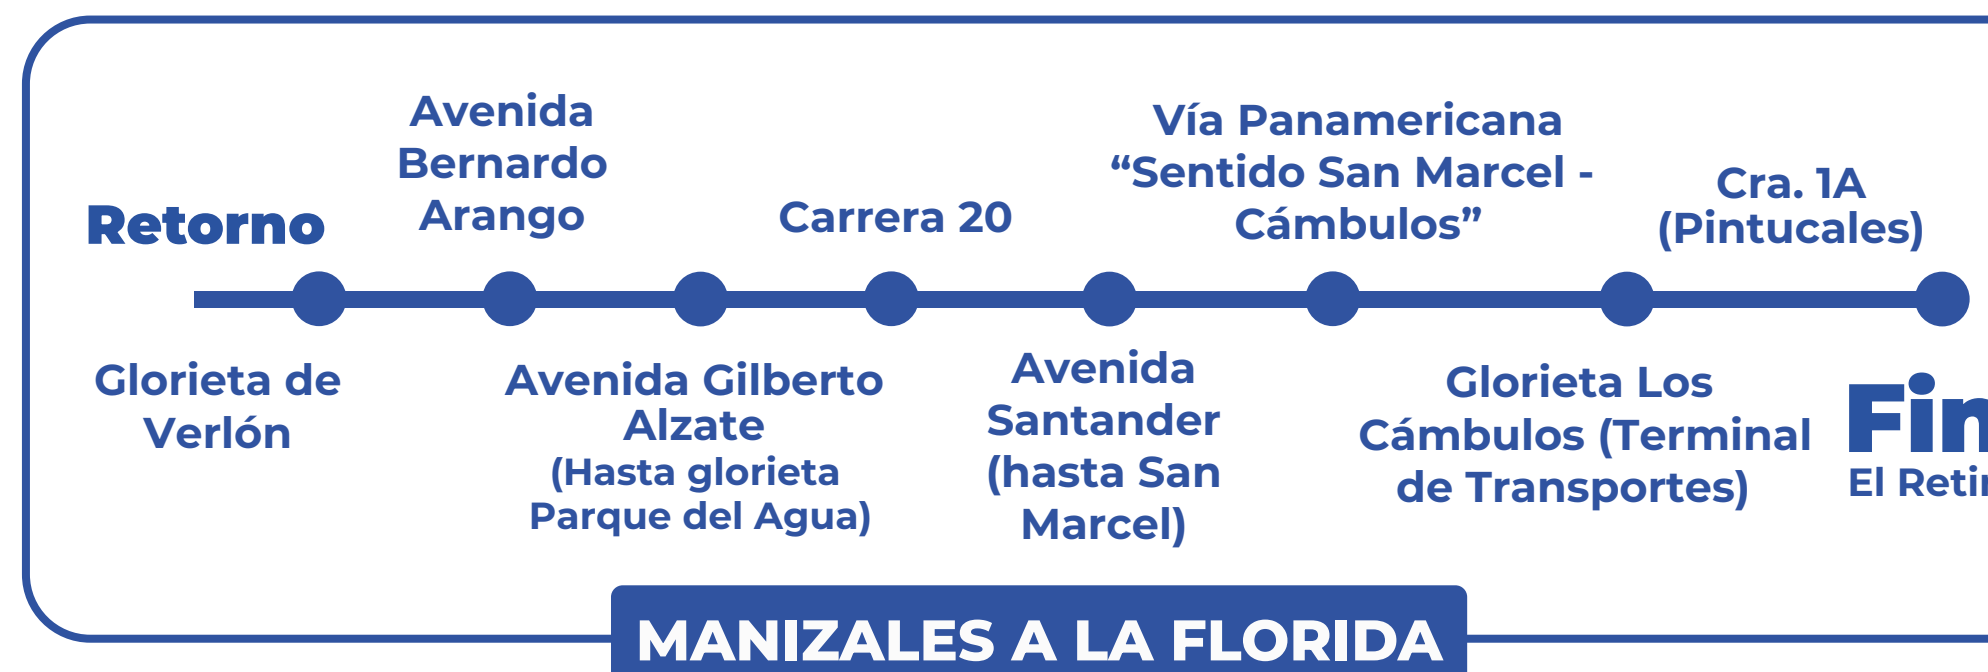 Retorno
Glorieta de
Verlón
Avenida
Bernardo
Arango
Avenida Gilberto
Alzate
(Hasta glorieta
Parque del Agua)
Carrera 20
Avenida
Santander
(hasta San
Marcel)
Vía Panamericana
“Sentido San Marcel -
Cámbulos”
Glorieta Los
Cámbulos (Terminal
de Transportes)
Cra. 1A
(Pintucales)
Fin
El
MANIZALES A LA FLORIDA